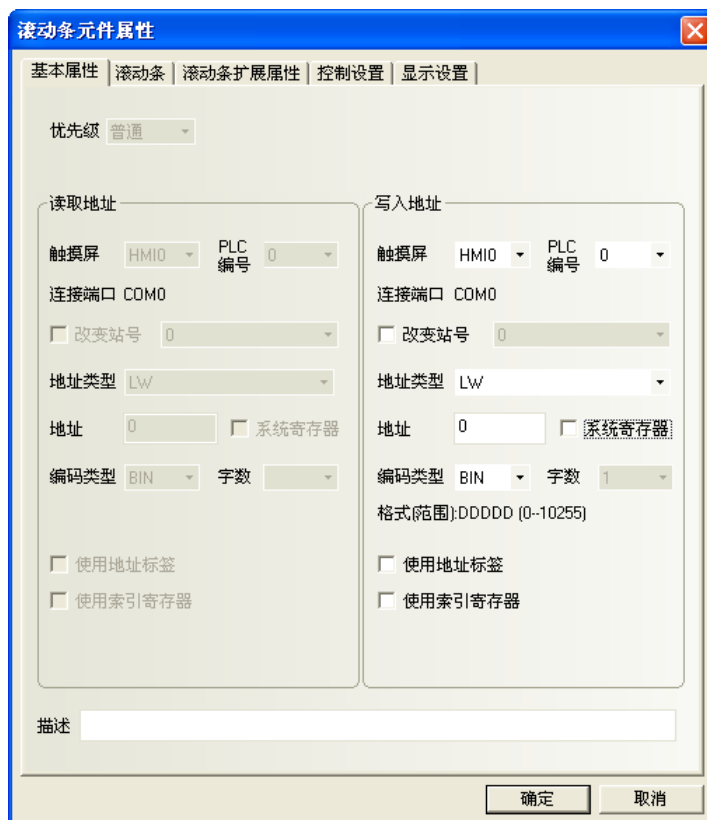 滚动条元件属性
基本属性 滚动条 滚动条扩展属性 控制设置 显示设置
优先级 普通
读取地址
触摸屏 HMI0 PLC编号 0
连接端口 COM0
改变站号 0
地址类型 LW
地址 0 系统寄存器
编码类型 BIN 字数
使用地址标签
使用索引寄存器
写入地址
触摸屏 HMI0 PLC编号 0
连接端口 COM0
改变站号 0
地址类型 LW
地址 0 系统寄存器
编码类型 BIN 字数 1
格式(范围):DDDDD (0--10255)
使用地址标签
使用索引寄存器
描述
确定 取消